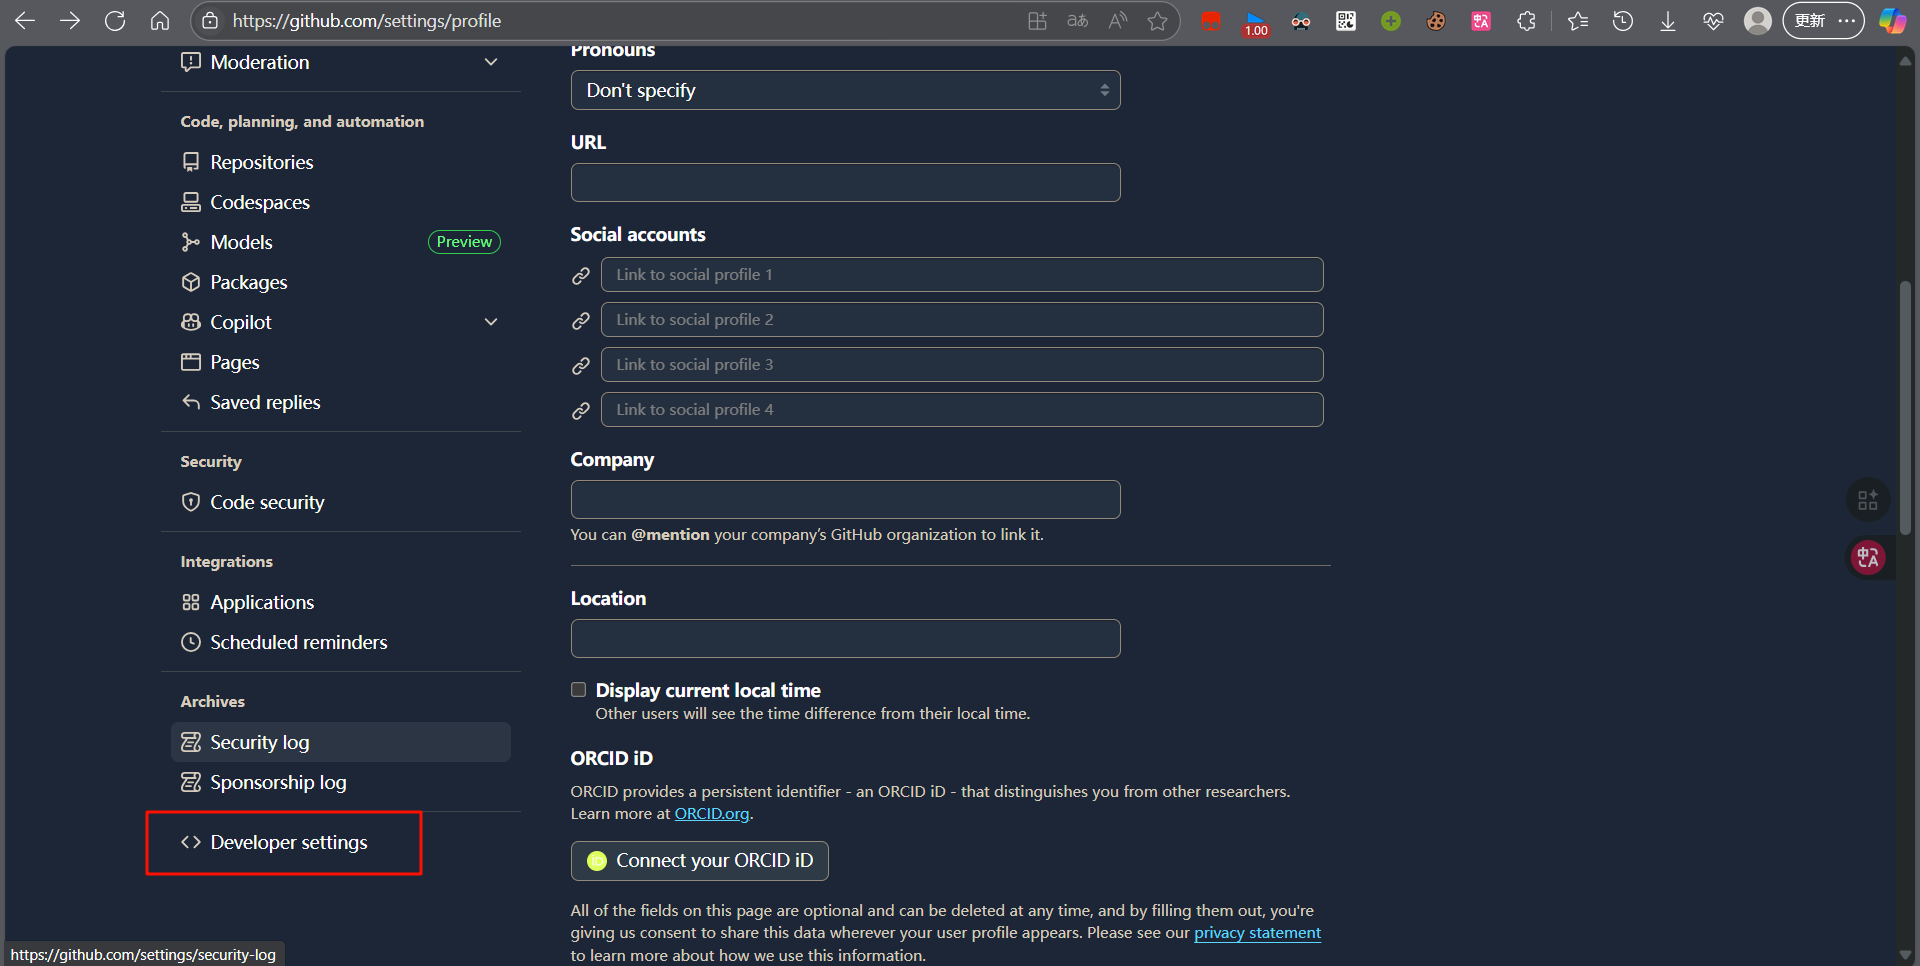 https://github.com/settings/profile
aあ
A
1.00
中A
更新
Moderation
Code, planning, and automation
Repositories
Codespaces
Models
Preview
Packages
Copilot
Pages
Saved replies
Security
Code security
Integrations
Applications
Scheduled reminders
Archives
Security log
Sponsorship log
Developer settings
Pronouns
Don't specify
URL
Social accounts
Link to social profile 1
Link to social profile 2
Link to social profile 3
Link to social profile 4
Company
You can @mention your company’s GitHub organization to link it.
Location
Display current local time
Other users will see the time difference from their local time.
ORCID iD
ORCID provides a persistent identifier - an ORCID iD - that distinguishes you from other researchers.
Learn more at ORCID.org.
iD Connect your ORCID iD
All of the fields on this page are optional and can be deleted at any time, and by filling them out, you're
giving us consent to share this data wherever your user profile appears. Please see our privacy statement
to learn more about how we use this information.
中A
https://github.com/settings/security-log